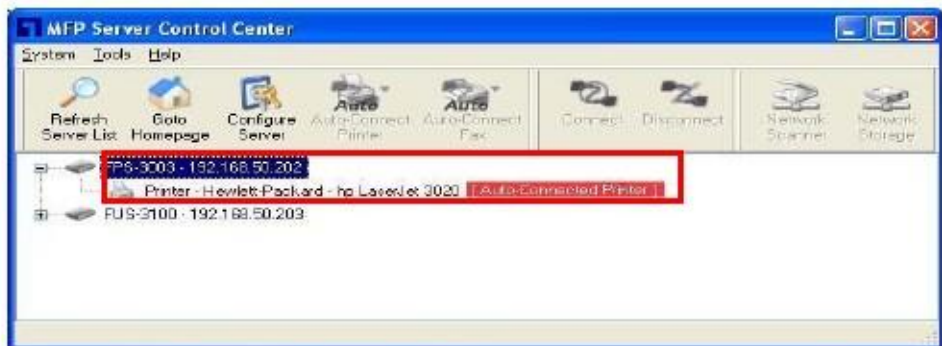 MFP Server Control Center
System Tools Help
Refresh Server List
Goto Homepage
Configure Server
Auto
Auto-Connect Printer
Auto
Auto-Connect Fax
Connect
Disconnect
Network Scanner
Network Storage
FPS-3003 - 192.168.50.202
Printer - Hewlett-Packard - hp LaserJet 3020 [ Auto-Connected Printer ]
FUS-3100 - 192.168.50.203